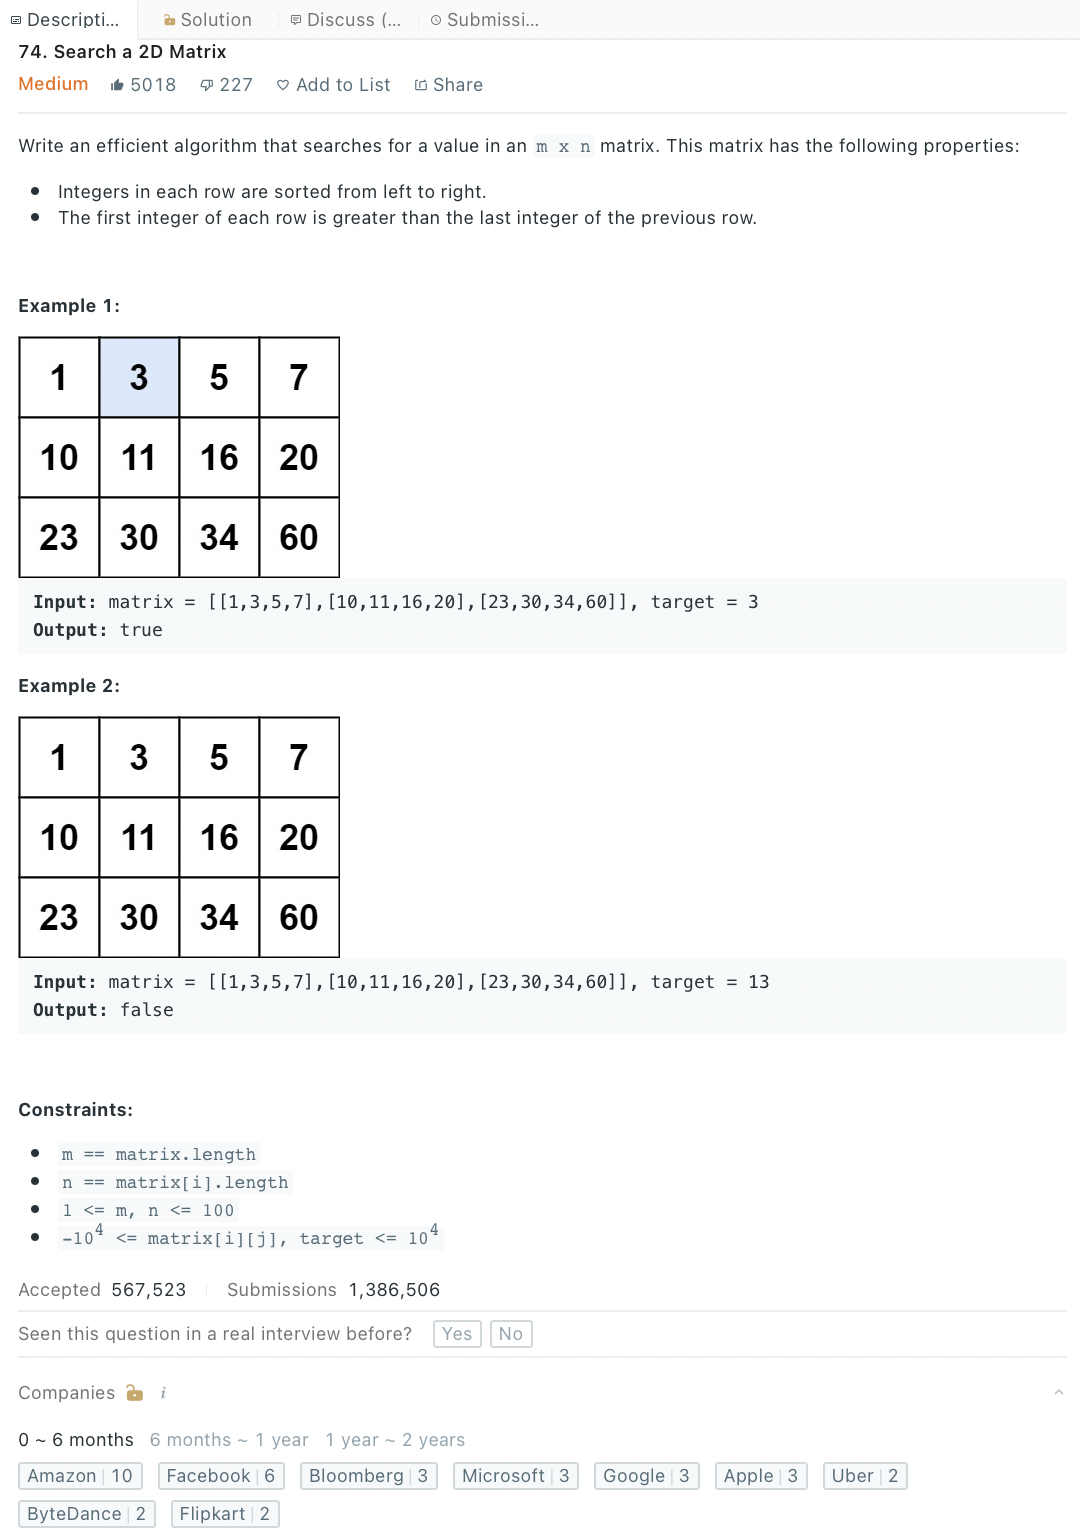 Descripti...
Solution
Discuss (...
Submissi...
74. Search a 2D Matrix
Medium 5018 227 Add to List Share
Write an efficient algorithm that searches for a value in an m x n matrix. This matrix has the following properties:
Integers in each row are sorted from left to right.
The first integer of each row is greater than the last integer of the previous row.
Example 1:
1 3 5 7
10 11 16 20
23 30 34 60
Input: matrix = [[1,3,5,7],[10,11,16,20],[23,30,34,60]], target = 3
Output: true
Example 2:
1 3 5 7
10 11 16 20
23 30 34 60
Input: matrix = [[1,3,5,7],[10,11,16,20],[23,30,34,60]], target = 13
Output: false
Constraints:
m == matrix.length
n == matrix[i].length
1 <= m, n <= 100
-10⁴ <= matrix[i][j], target <= 10⁴
Accepted 567,523 Submissions 1,386,506
Seen this question in a real interview before? Yes No
Companies i
0 ~ 6 months 6 months ~ 1 year 1 year ~ 2 years
Amazon 10 Facebook 6 Bloomberg 3 Microsoft 3 Google 3 Apple 3 Uber 2
ByteDance 2 Flipkart 2